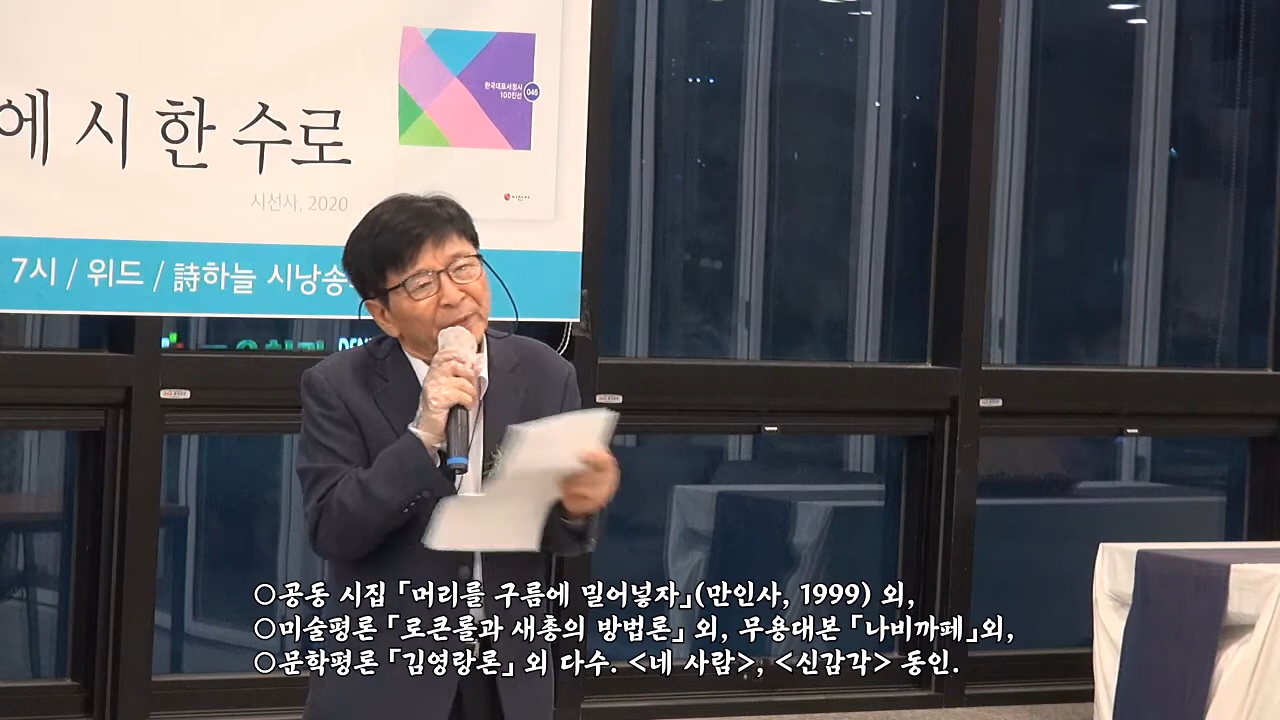 한국대표서정시
100인선
046
에 시 한 수로
시선사, 2020
시선사
7시 / 위드 / 詩하늘 시낭송
○공동 시집 「머리를 구름에 밀어넣자」(만인사, 1999) 외,
○미술평론 「로큰롤과 새총의 방법론」 외, 무용대본 「나비까페」외,
○문학평론 「김영랑론」 외 다수. <네 사람>, <신감각> 동인.